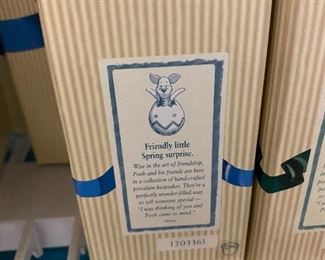 Friendly little
Spring surprise.
Wise in the art of friendship,
Pooh and his friends are here
in a collection of hand-crafted
porcelain keepsakes. They're a
perfectly wonder-filled way
to tell someone special —
"I was thinking of you and
Pooh came to mind."
1203361